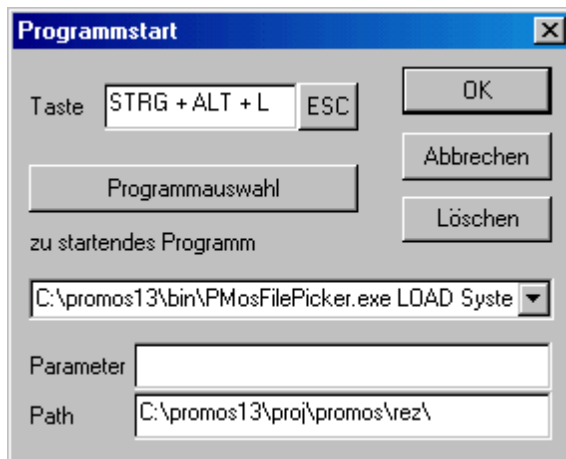 Programmstart
Taste STRG + ALT + L ESC OK
Abbrechen
Programmauswahl
Löschen
zu startendes Programm
C:\promos13\bin\PMosFilePicker.exe LOAD Syste
Parameter
Path C:\promos13\proj\promos\rez\